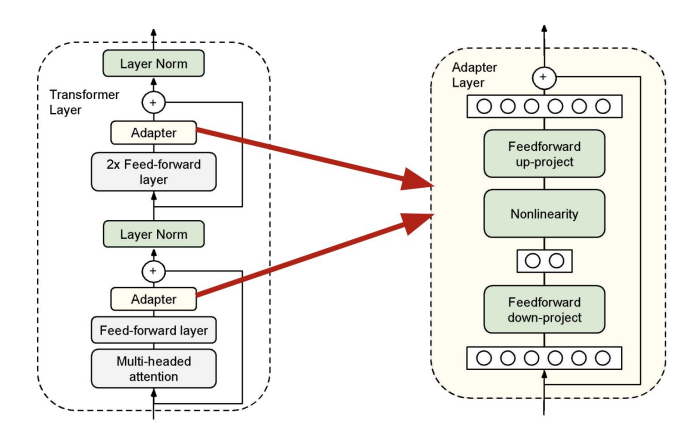 Layer Norm
Transformer
Layer
+
Adapter
2x Feed-forward
layer
Layer Norm
+
Adapter
Feed-forward layer
Multi-headed
attention
Adapter
Layer
+
Feedforward
up-project
Nonlinearity
Feedforward
down-project